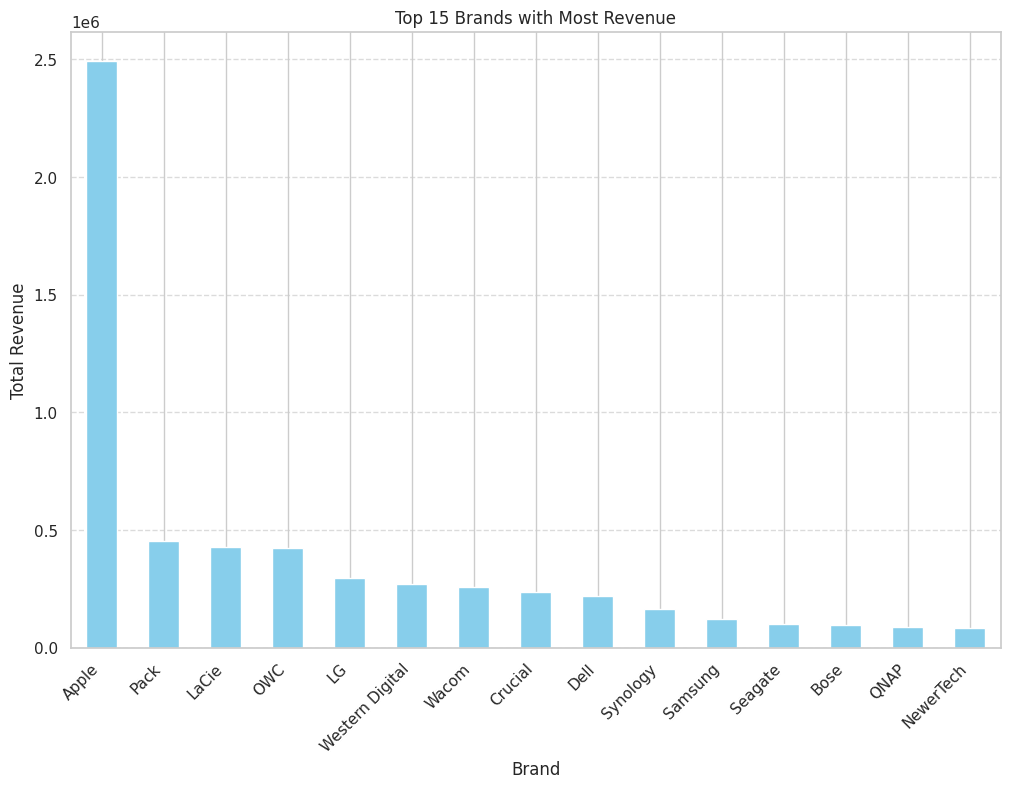 Top 15 Brands with Most Revenue
1e6
2.5
2.0
1.5
1.0
0.5
0.0
Total Revenue
Apple
Pack
LaCie
OWC
LG
Western Digital
Wacom
Crucial
Dell
Synology
Samsung
Seagate
Bose
QNAP
NewerTech
Brand